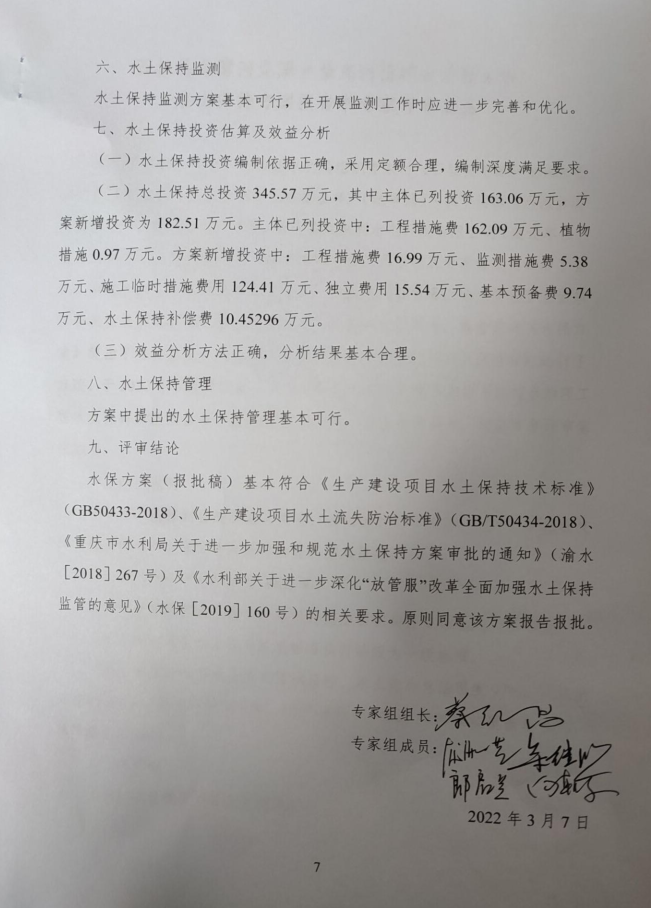 六、水土保持监测
水土保持监测方案基本可行，在开展监测工作时应进一步完善和优化。
七、水土保持投资估算及效益分析
（一）水土保持投资编制依据正确，采用定额合理，编制深度满足要求。
（二）水土保持总投资 345.57 万元，其中主体已列投资 163.06 万元，方
案新增投资为 182.51 万元。主体已列投资中：工程措施费 162.09 万元、植物
措施 0.97 万元。方案新增投资中：工程措施费 16.99 万元、监测措施费 5.38
万元、施工临时措施费用 124.41 万元、独立费用 15.54 万元、基本预备费 9.74
万元、水土保持补偿费 10.45296 万元。
（三）效益分析方法正确，分析结果基本合理。
八、水土保持管理
方案中提出的水土保持管理基本可行。
九、评审结论
水保方案（报批稿）基本符合《生产建设项目水土保持技术标准》
（GB50433-2018）、《生产建设项目水土流失防治标准》（GB/T50434-2018）、
《重庆市水利局关于进一步加强和规范水土保持方案审批的通知》（渝水
［2018］267 号）及《水利部关于进一步深化“放管服”改革全面加强水土保持
监管的意见》（水保［2019］160 号）的相关要求。原则同意该方案报告报批。
专家组组长：
专家组成员：
2022 年 3 月 7 日
7